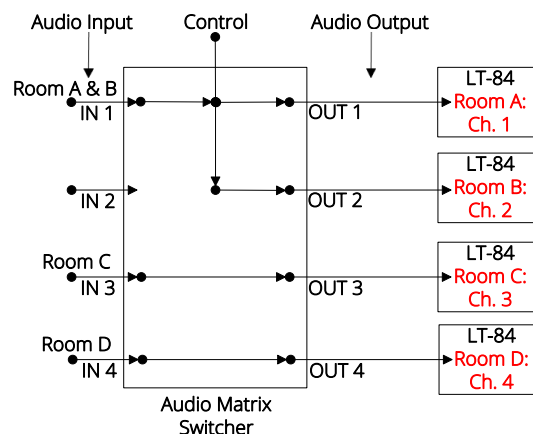 Audio Input
Control
Audio Output
Room A & B
IN 1
OUT 1
LT-84
Room A:
Ch. 1
IN 2
OUT 2
LT-84
Room B:
Ch. 2
Room C
IN 3
OUT 3
LT-84
Room C:
Ch. 3
Room D
IN 4
OUT 4
LT-84
Room D:
Ch. 4
Audio Matrix
Switcher